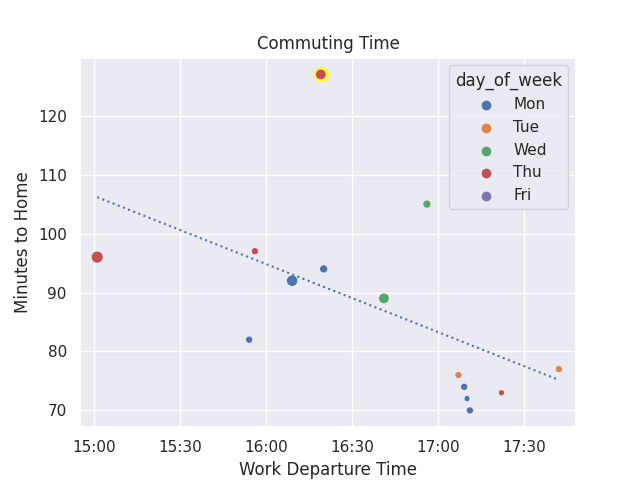 Commuting Time
day_of_week
Mon
Tue
Wed
Thu
Fri
Minutes to Home
120
110
100
90
80
70
15:00 15:30 16:00 16:30 17:00 17:30
Work Departure Time